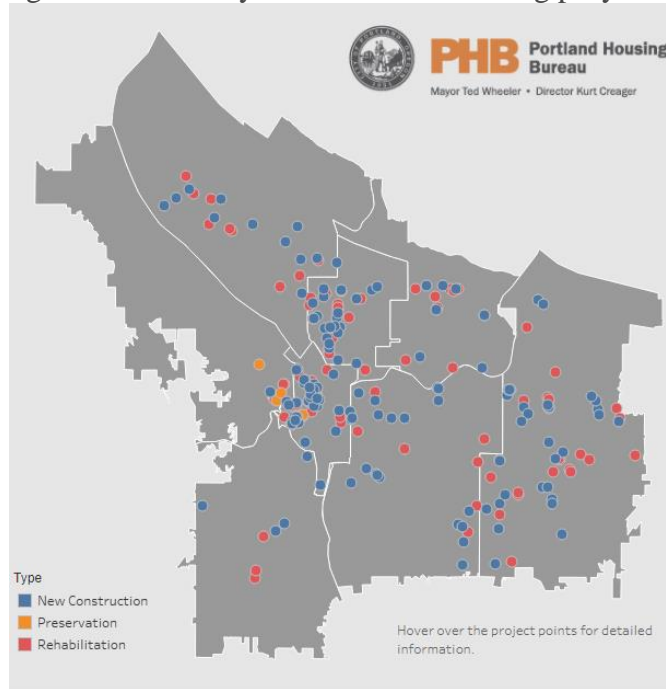 PHB Portland Housing
Bureau
Mayor Ted Wheeler • Director Kurt Creager
Type
New Construction
Preservation
Rehabilitation
Hover over the project points for detailed
information.